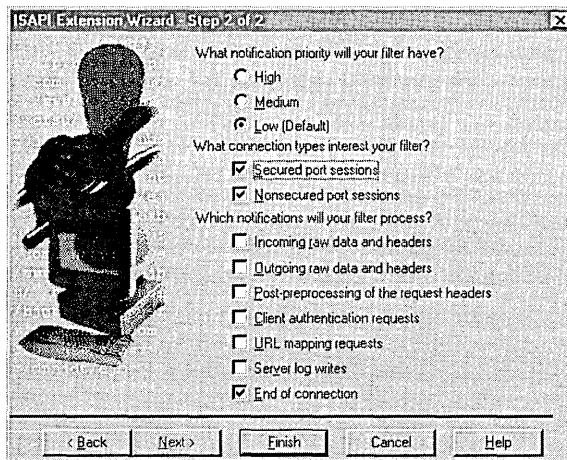 ISAPI Extension Wizard - Step 2 of 2
What notification priority will your filter have?
High
Medium
Low (Default)
What connection types interest your filter?
Secured port sessions
Nonsecured port sessions
Which notifications will your filter process?
Incoming raw data and headers
Outgoing raw data and headers
Post-preprocessing of the request headers
Client authentication requests
URL mapping requests
Server log writes
End of connection
< Back Next > Finish Cancel Help